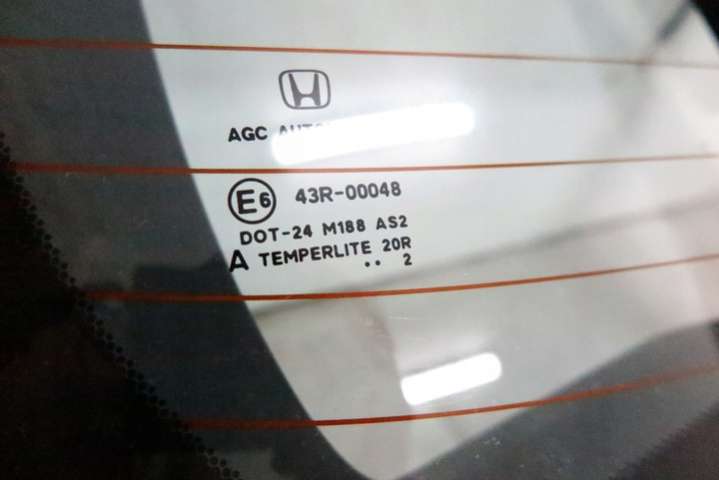 AGC
E6 43R-00048
DOT-24 M188 AS2
A TEMPERLITE 20R
•• 2